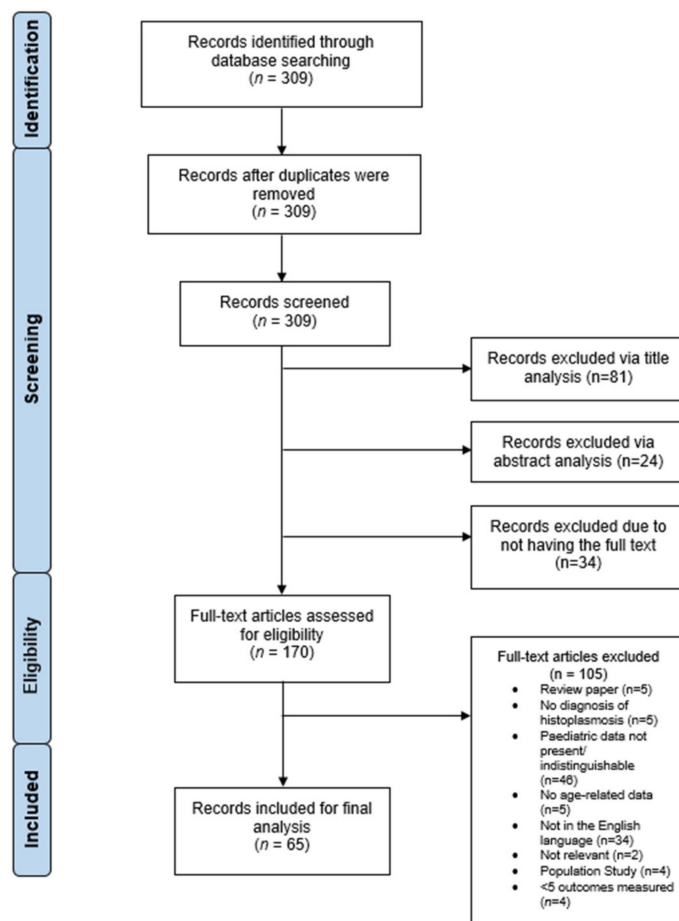 Identification
Records identified through
database searching
(n = 309)
Screening
Records after duplicates were
removed
(n = 309)
Records screened
(n = 309)
Records excluded via title
analysis (n=81)
Records excluded via
abstract analysis (n=24)
Records excluded due to
not having the full text
(n=34)
Eligibility
Full-text articles assessed
for eligibility
(n = 170)
Full-text articles excluded
(n = 105)
• Review paper (n=5)
• No diagnosis of
histoplasmosis (n=5)
• Paediatric data not
present/
indistinguishable
(n=46)
• No age-related data
(n=5)
• Not in the English
language (n=34)
• Not relevant (n=2)
• Population Study (n=4)
• <5 outcomes measured
(n=4)
Included
Records included for final
analysis
(n = 65)